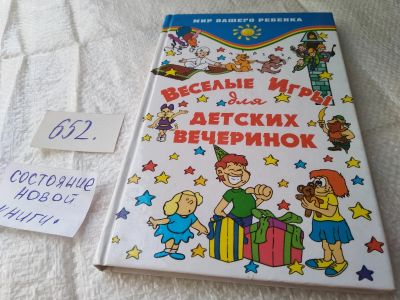 МИР ВАШЕГО РЕБЕНКА
ВЕСЕЛЫЕ ИГРЫ
для
ДЕТСКИХ
ВЕЧЕРИНОК
652.
СОСТОЯНИЕ
НОВОЙ
КНИГИ.